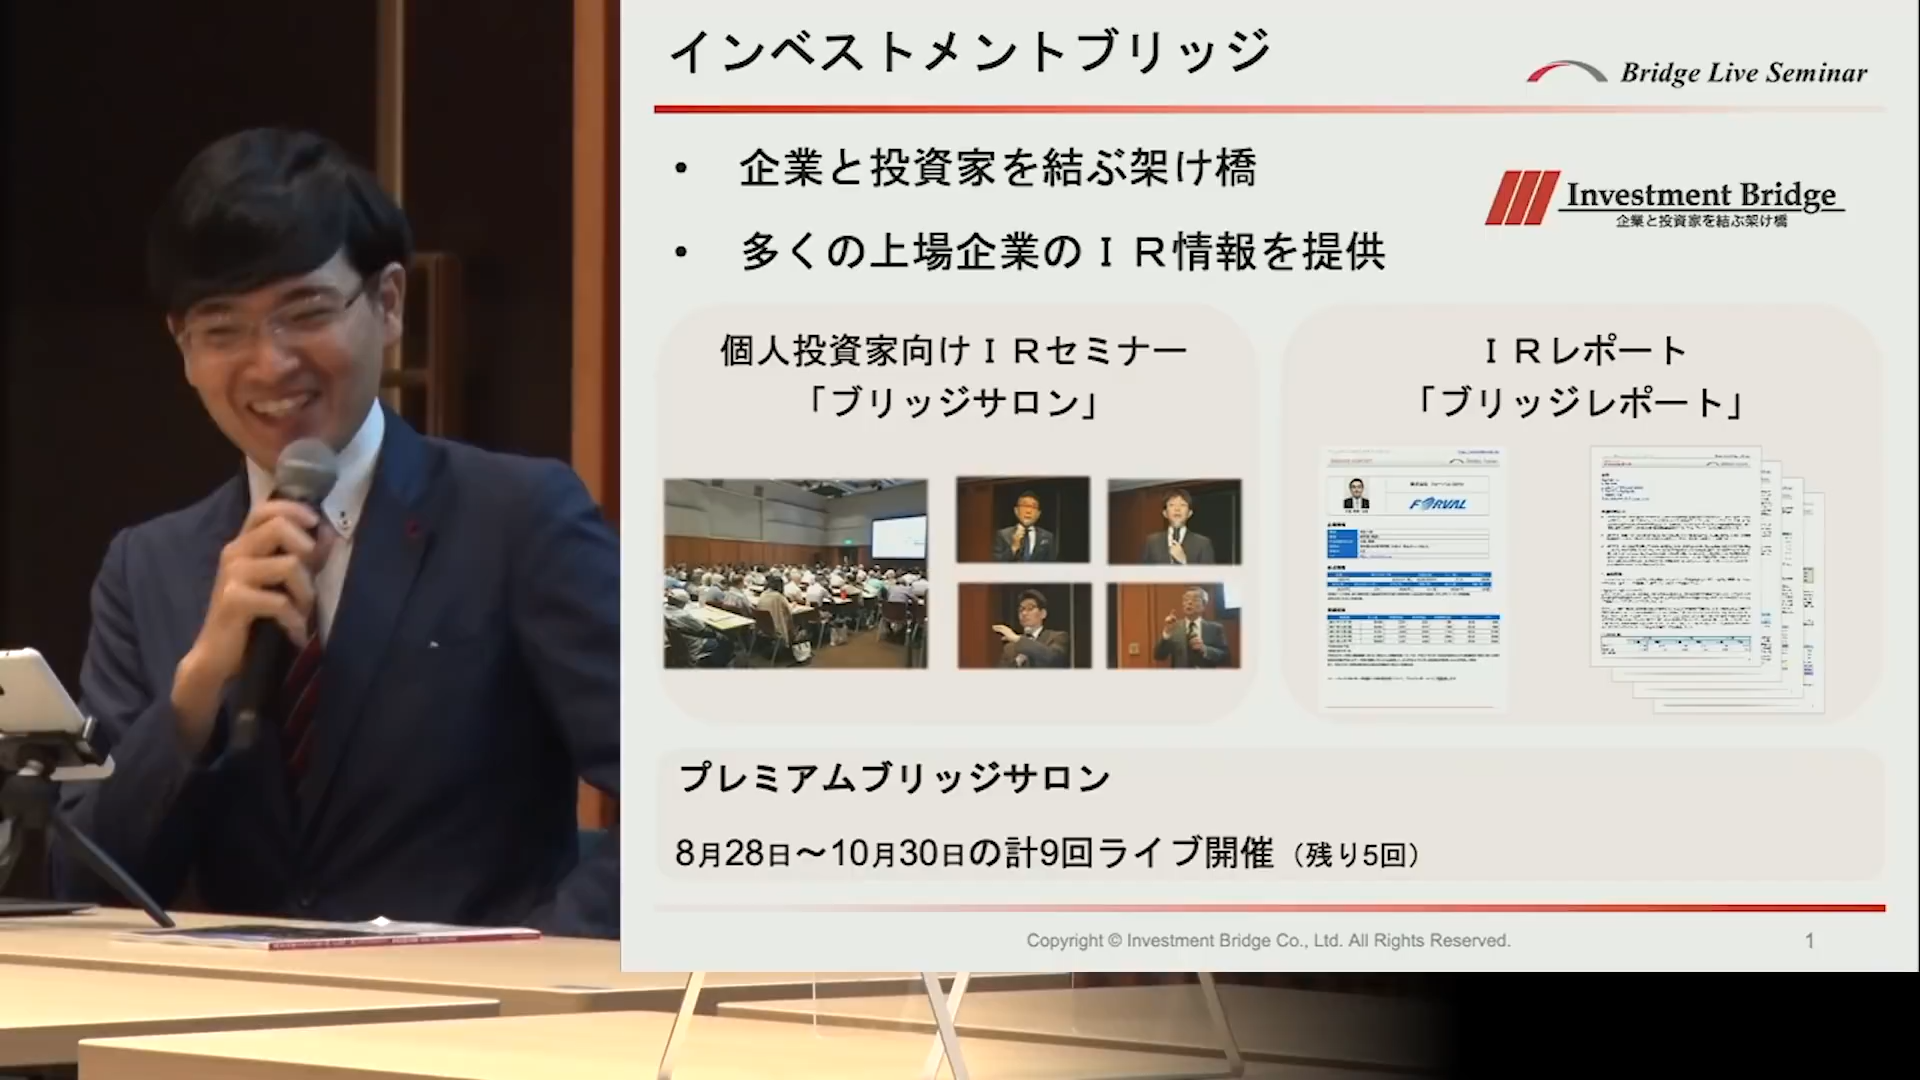 インベストメントブリッジ
Bridge Live Seminar
• 企業と投資家を結ぶ架け橋
• 多くの上場企業のＩＲ情報を提供
Investment Bridge
企業と投資家を結ぶ架け橋
個人投資家向けＩＲセミナー
「ブリッジサロン」
ＩＲレポート
「ブリッジレポート」
FORVAL
プレミアムブリッジサロン
8月28日～10月30日の計9回ライブ開催（残り5回）
Copyright © Investment Bridge Co., Ltd. All Rights Reserved.
1